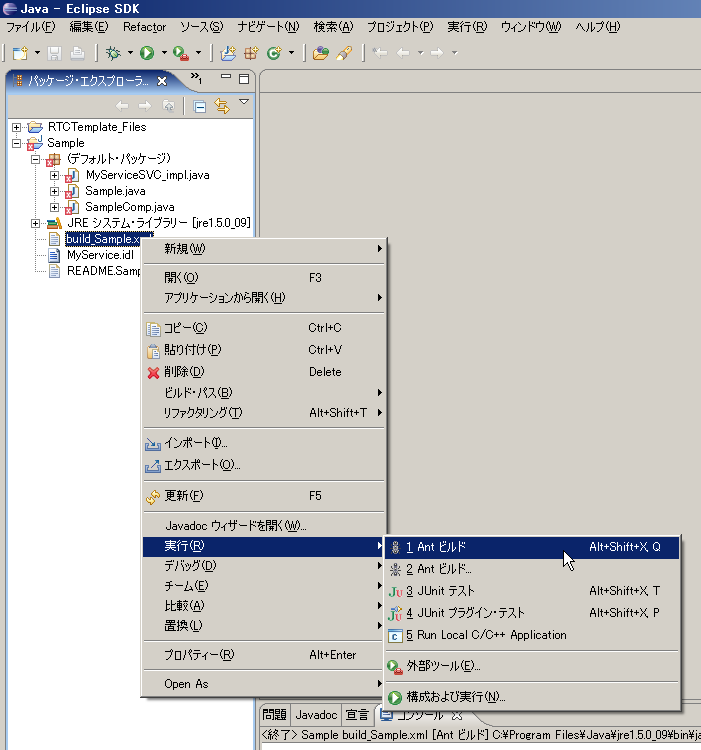 Java - Eclipse SDK
ファイル(F) 編集(E) Refactor ソース(S) ナビゲート(N) 検索(A) プロジェクト(P) 実行(R) ウィンドウ(W) ヘルプ(H)
パッケージ・エクスプローラ... »1
RTCTemplate_Files
Sample
(デフォルト・パッケージ)
MyServiceSVC_impl.java
Sample.java
SampleComp.java
JRE システム・ライブラリー [jre1.5.0_09]
build_Sample.xm
MyService.idl
README.Samp
新規(W)
開く(O) F3
アプリケーションから開く(H)
コピー(C) Ctrl+C
貼り付け(P) Ctrl+V
削除(D) Delete
ビルド・パス(B)
リファクタリング(T) Alt+Shift+T
インポート(I)...
エクスポート(O)...
更新(F) F5
Javadoc ウィザードを開く(W)...
実行(R)
デバッグ(D)
チーム(E)
比較(A)
置換(L)
プロパティー(R) Alt+Enter
Open As
1 Ant ビルド Alt+Shift+X, Q
2 Ant ビルド...
3 JUnit テスト Alt+Shift+X, T
4 JUnit プラグイン・テスト Alt+Shift+X, P
5 Run Local C/C++ Application
外部ツール(E)...
構成および実行(N)...
問題 Javadoc 宣言 コンソール
<終了> Sample build_Sample.xml [Ant ビルド] C:¥Program Files¥Java¥jre1.5.0_09¥bin¥ja